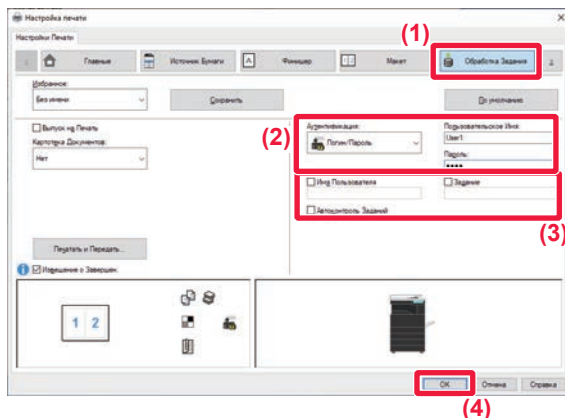 Настройка печати
Настройки Печати
(1)
Главные
Источник Бумаги
A
Финишер
1 2
Макет
Обработка Задания
Избранное:
Без имени
Сохранить
По умолчанию
Выпуск на Печать
Картотека Документов:
Нет
(2)
Аутентификация:
Логин/Пароль
Пользовательское Имя:
User1
Пароль:
••••
Имя Пользователя
Задание
Автоконтроль Заданий
(3)
Печатать и Передать...
Извещение о Завершен.
1 2
OK
Отмена
Справка
(4)